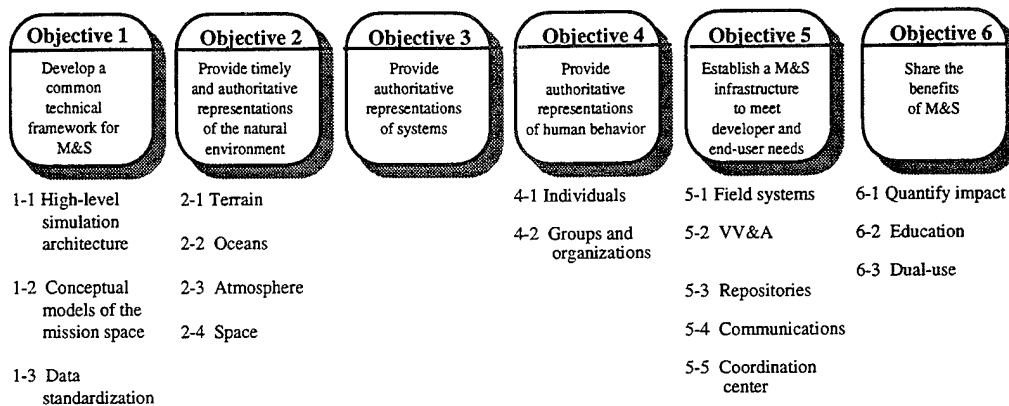 Objective 1
Develop a
common
technical
framework for
M&S
1-1 High-level
simulation
architecture
1-2 Conceptual
models of the
mission space
1-3 Data
standardization
Objective 2
Provide timely
and authoritative
representations
of the natural
environment
2-1 Terrain
2-2 Oceans
2-3 Atmosphere
2-4 Space
Objective 3
Provide
authoritative
representations
of systems
Objective 4
Provide
authoritative
representations
of human behavior
4-1 Individuals
4-2 Groups and
organizations
Objective 5
Establish a M&S
infrastructure
to meet
developer and
end-user needs
5-1 Field systems
5-2 VV&A
5-3 Repositories
5-4 Communications
5-5 Coordination
center
Objective 6
Share the
benefits
of M&S
6-1 Quantify impact
6-2 Education
6-3 Dual-use